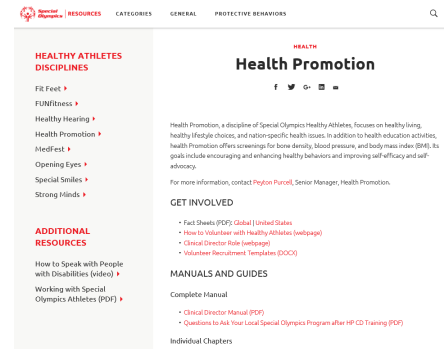 Special Olympics RESOURCES CATEGORIES GENERAL PROTECTIVE BEHAVIORS
HEALTHY ATHLETES
DISCIPLINES
Fit Feet
FUNfitness
Healthy Hearing
Health Promotion
MedFest
Opening Eyes
Special Smiles
Strong Minds
ADDITIONAL
RESOURCES
How to Speak with People
with Disabilities (video)
Working with Special
Olympics Athletes (PDF)
HEALTH
Health Promotion
Health Promotion, a discipline of Special Olympics Healthy Athletes, focuses on healthy living,
healthy lifestyle choices, and nation-specific health issues. In addition to health education activities,
health Promotion offers screenings for bone density, blood pressure, and body mass index (BMI). Its
goals include encouraging and enhancing healthy behaviors and improving self-efficacy and self-
advocacy.
For more information, contact Peyton Purcell, Senior Manager, Health Promotion.
GET INVOLVED
• Fact Sheets (PDF): Global | United States
• How to Volunteer with Healthy Athletes (webpage)
• Clinical Director Role (webpage)
• Volunteer Recruitment Templates (DOCX)
MANUALS AND GUIDES
Complete Manual
• Clinical Director Manual (PDF)
• Questions to Ask Your Local Special Olympics Program after HP CD Training (PDF)
Individual Chapters